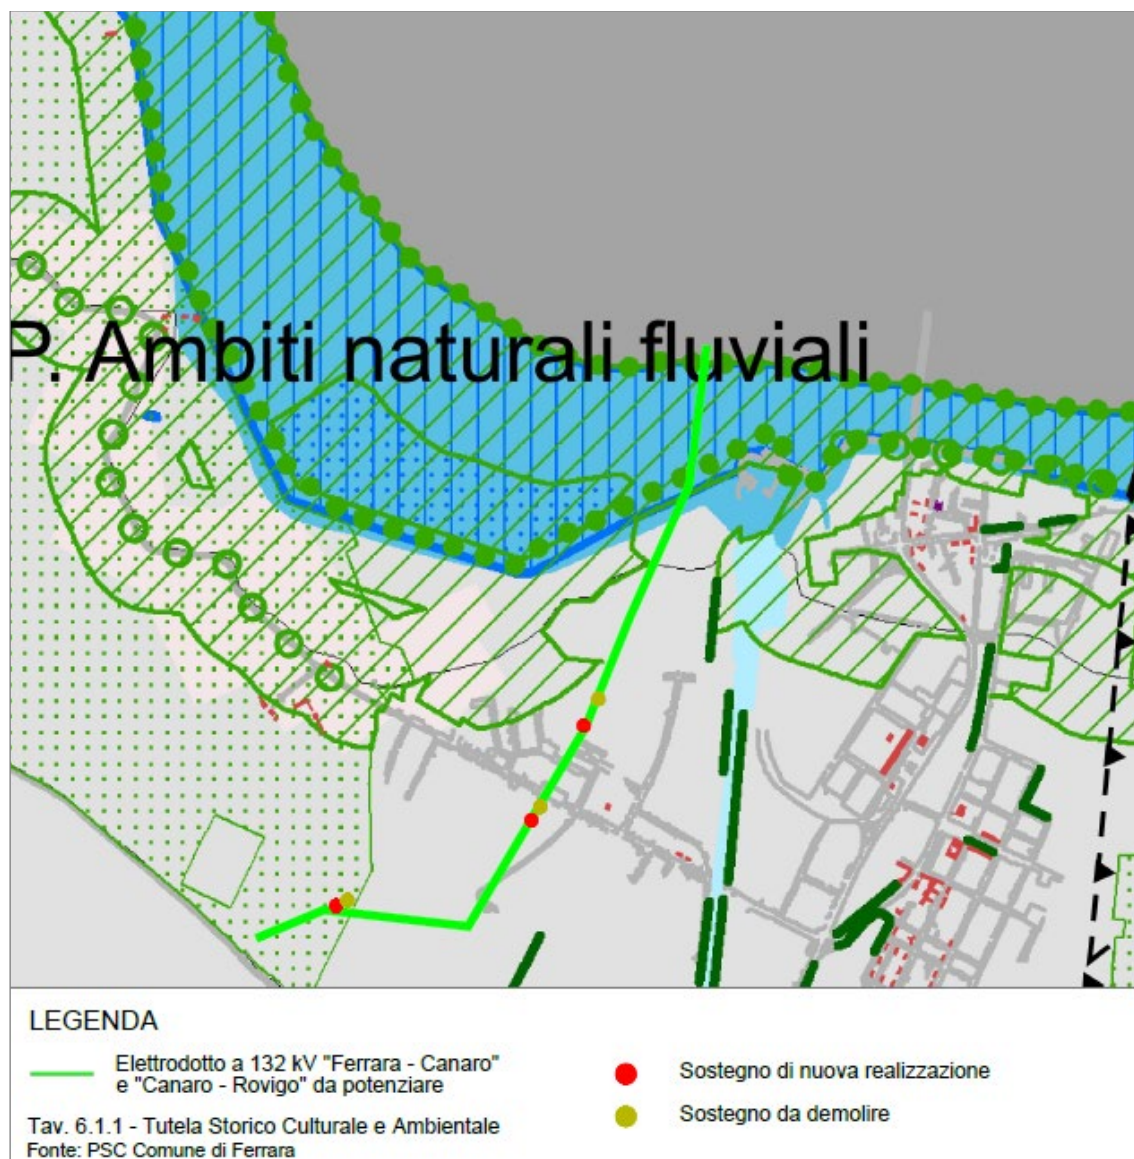 P. Ambiti naturali fluviali
LEGENDA
Elettrodotto a 132 kV "Ferrara - Canaro"
e "Canaro - Rovigo" da potenziare
Sostegno di nuova realizzazione
Sostegno da demolire
Tav. 6.1.1 - Tutela Storico Culturale e Ambientale
Fonte: PSC Comune di Ferrara